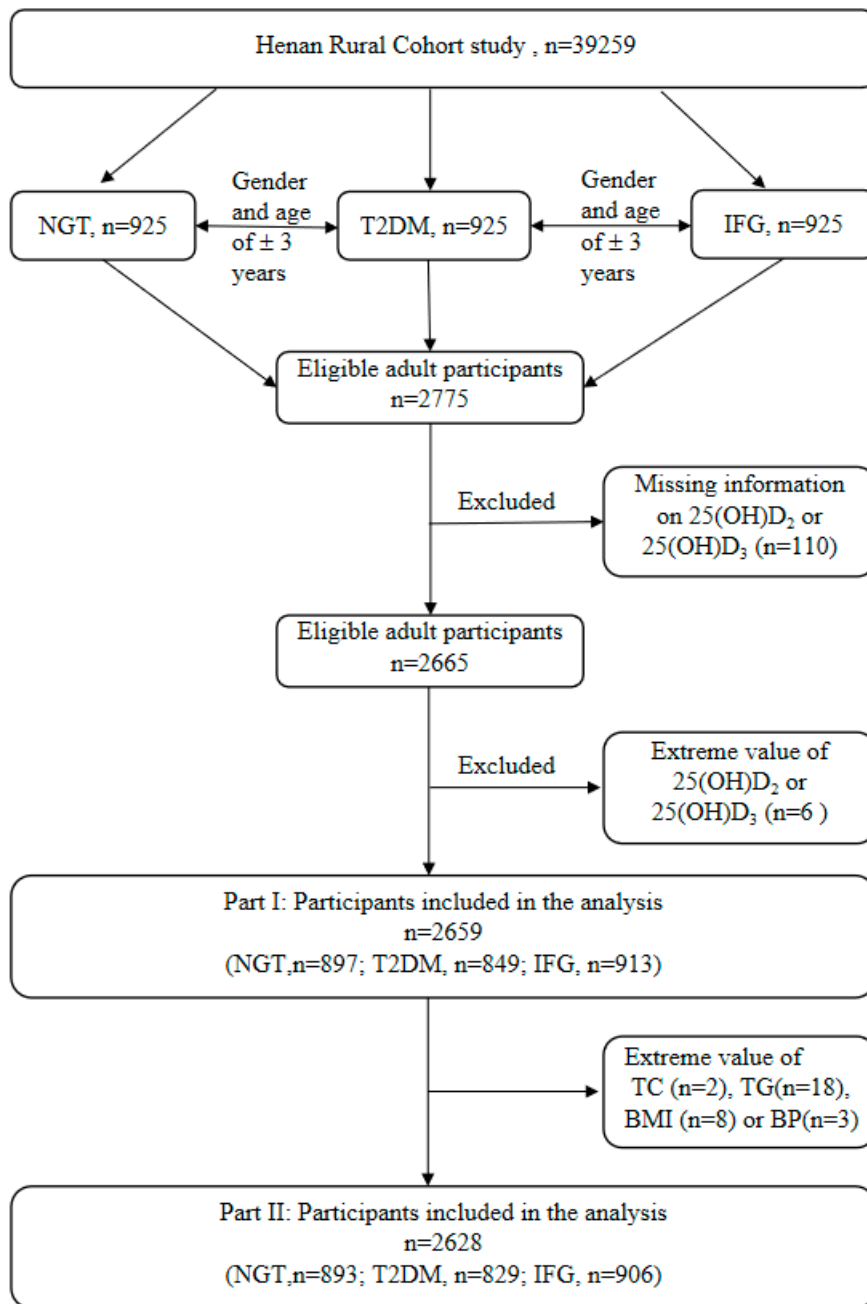 Henan Rural Cohort study , n=39259
Gender
and age
of ± 3
years
Gender
and age
of ± 3
years
NGT, n=925
T2DM, n=925
IFG, n=925
Eligible adult participants
n=2775
Excluded
Missing information
on 25(OH)D₂ or
25(OH)D₃ (n=110)
Eligible adult participants
n=2665
Excluded
Extreme value of
25(OH)D₂ or
25(OH)D₃ (n=6 )
Part I: Participants included in the analysis
n=2659
(NGT,n=897; T2DM, n=849; IFG, n=913)
Extreme value of
TC (n=2), TG(n=18),
BMI (n=8) or BP(n=3)
Part II: Participants included in the analysis
n=2628
(NGT,n=893; T2DM, n=829; IFG, n=906)